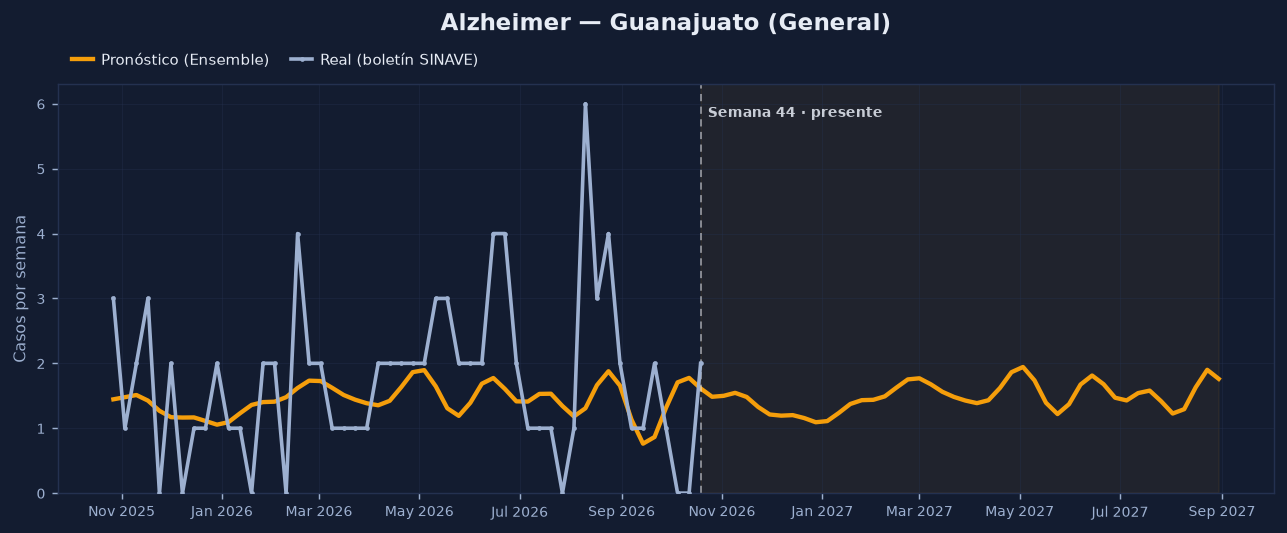 Alzheimer — Guanajuato (General)
Pronóstico (Ensemble)
Real (boletín SINAVE)
Semana 44 · presente
Casos por semana
6
5
4
3
2
1
0
Nov 2025
Jan 2026
Mar 2026
May 2026
Jul 2026
Sep 2026
Nov 2026
Jan 2027
Mar 2027
May 2027
Jul 2027
Sep 2027